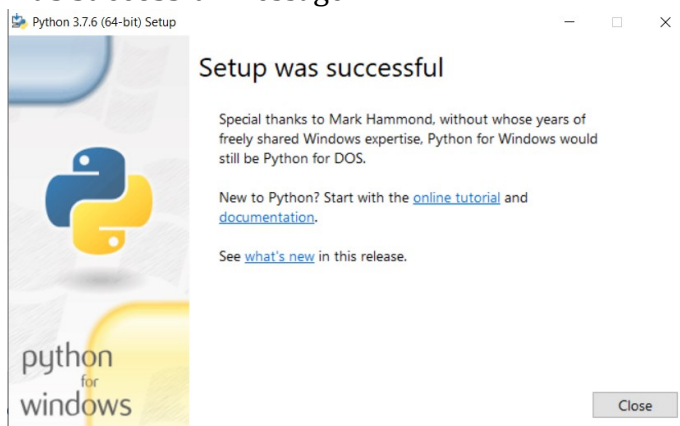 Python 3.7.6 (64-bit) Setup
Setup was successful
Special thanks to Mark Hammond, without whose years of
freely shared Windows expertise, Python for Windows would
still be Python for DOS.
New to Python? Start with the online tutorial and
documentation.
See what's new in this release.
python
for
windows
Close